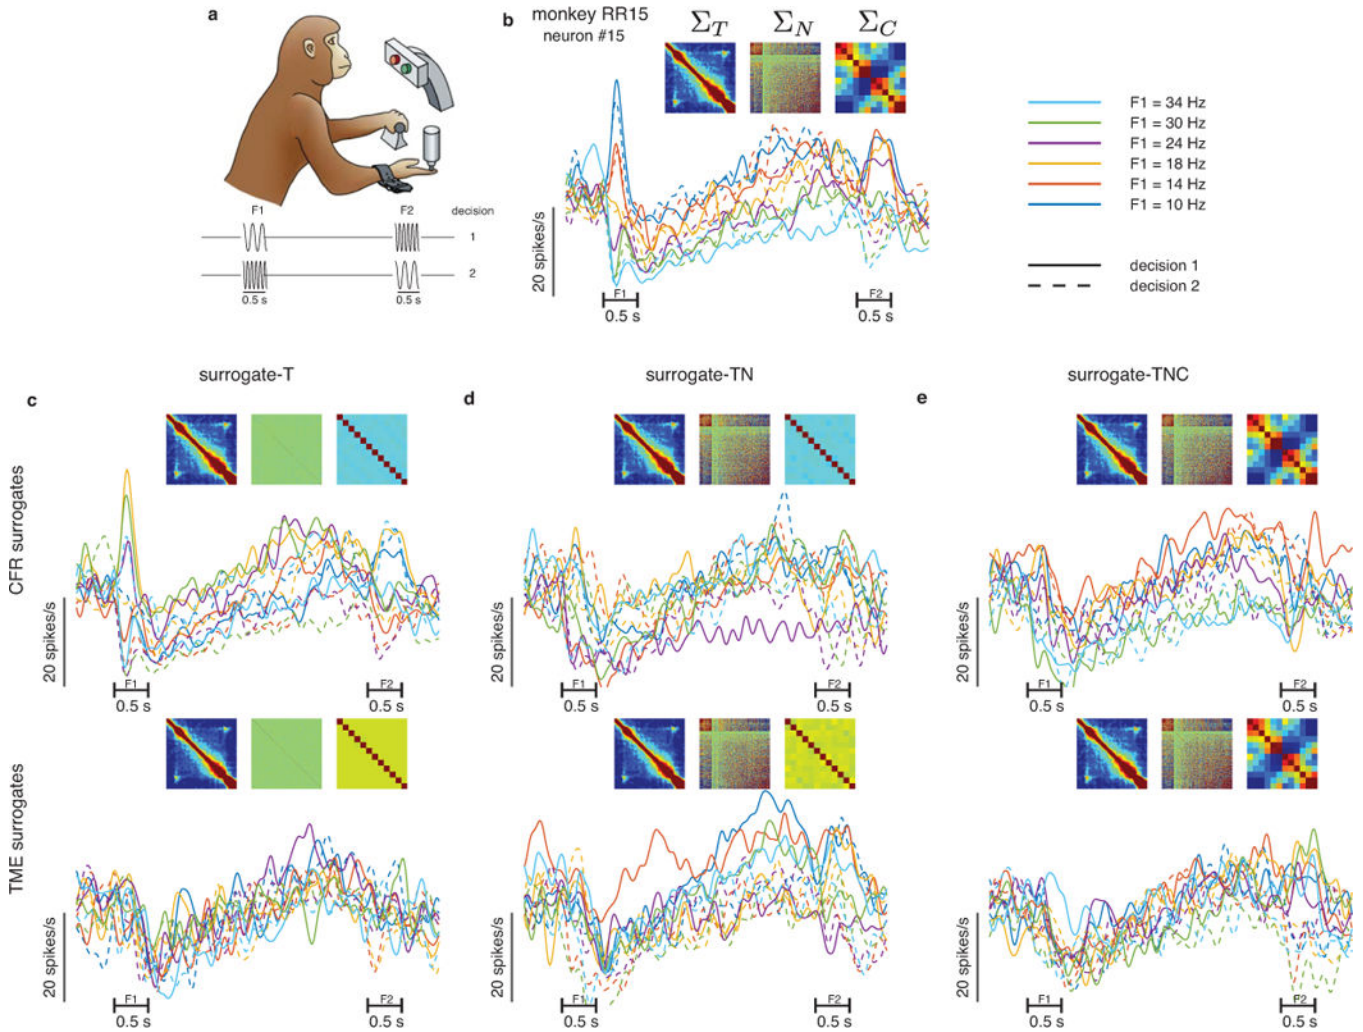 a
F1
F2
decision
1
2
0.5 s
0.5 s
b
monkey RR15
neuron #15
Σ_T
Σ_N
Σ_C
20 spikes/s
F1
0.5 s
F2
0.5 s
F1 = 34 Hz
F1 = 30 Hz
F1 = 24 Hz
F1 = 18 Hz
F1 = 14 Hz
F1 = 10 Hz
decision 1
decision 2
surrogate-T
surrogate-TN
surrogate-TNC
c
d
e
CFR surrogates
20 spikes/s
F1
0.5 s
F2
0.5 s
20 spikes/s
F1
0.5 s
F2
0.5 s
20 spikes/s
F1
0.5 s
F2
0.5 s
TME surrogates
20 spikes/s
F1
0.5 s
F2
0.5 s
20 spikes/s
F1
0.5 s
F2
0.5 s
20 spikes/s
F1
0.5 s
F2
0.5 s